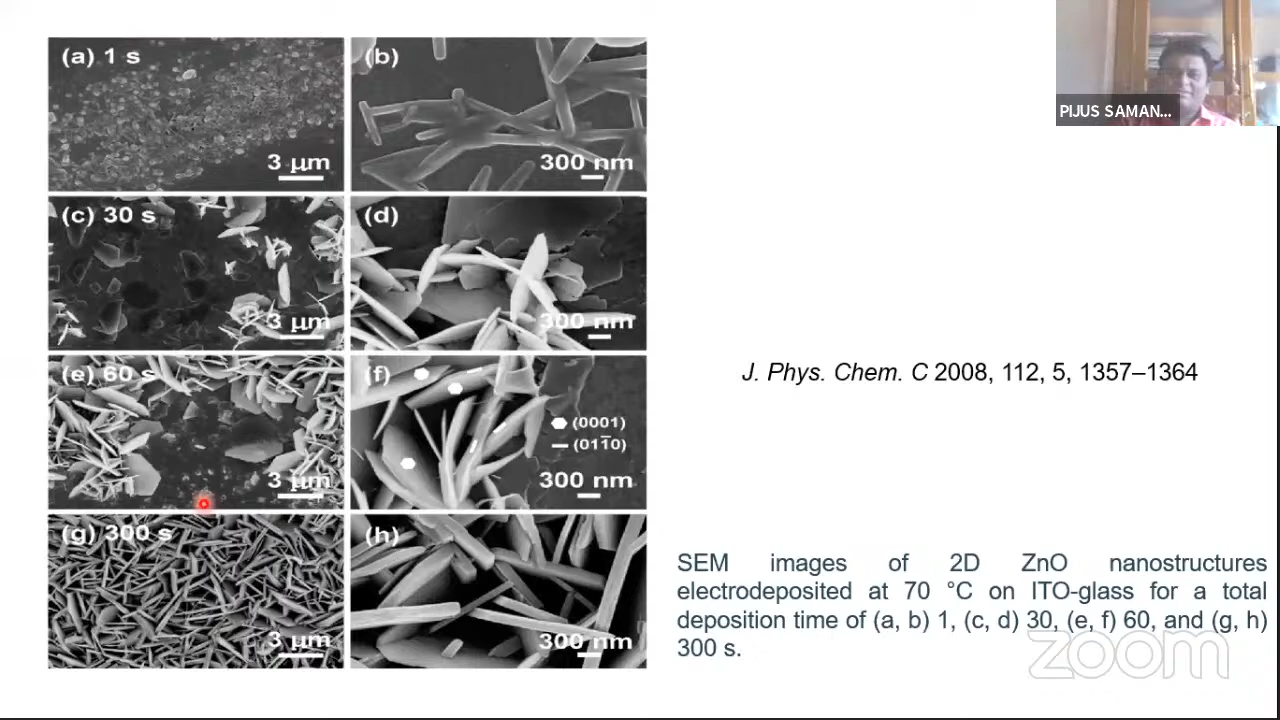 (a) 1 s
3 μm
(b)
300 nm
PIJUS SAMAN...
(c) 30 s
3 μm
(d)
300 nm
(e) 60 s
3 μm
(f)
(0001)
(011̅0)
300 nm
J. Phys. Chem. C 2008, 112, 5, 1357–1364
(g) 300 s
3 μm
(h)
300 nm
SEM images of 2D ZnO nanostructures
electrodeposited at 70 °C on ITO-glass for a total
deposition time of (a, b) 1, (c, d) 30, (e, f) 60, and (g, h)
300 s.
zoom